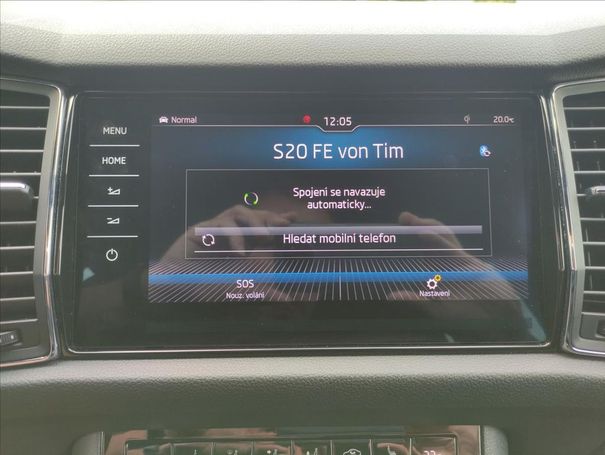 MENU
HOME
Normal
12:05
20.0°C
S20 FE von Tim
Spojení se navazuje
automaticky...
Hledat mobilní telefon
SOS
Nouz. volání
Nastavení